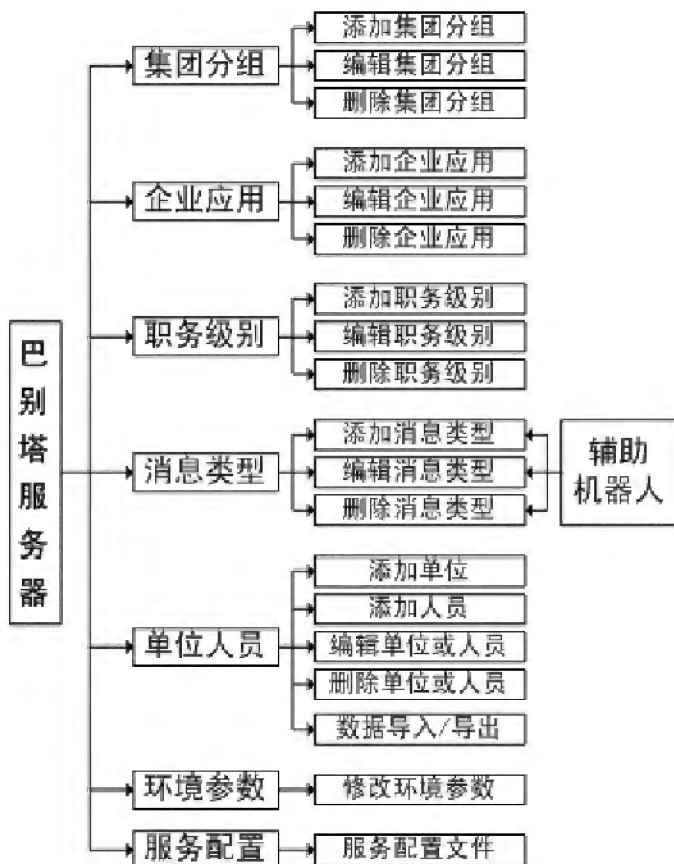 巴别塔服务器
集团分组
添加集团分组
编辑集团分组
删除集团分组
企业应用
添加企业应用
编辑企业应用
删除企业应用
职务级别
添加职务级别
编辑职务级别
删除职务级别
消息类型
添加消息类型
编辑消息类型
删除消息类型
辅助
机器人
单位人员
添加单位
添加人员
编辑单位或人员
删除单位或人员
数据导入/导出
环境参数
修改环境参数
服务配置
服务配置文件